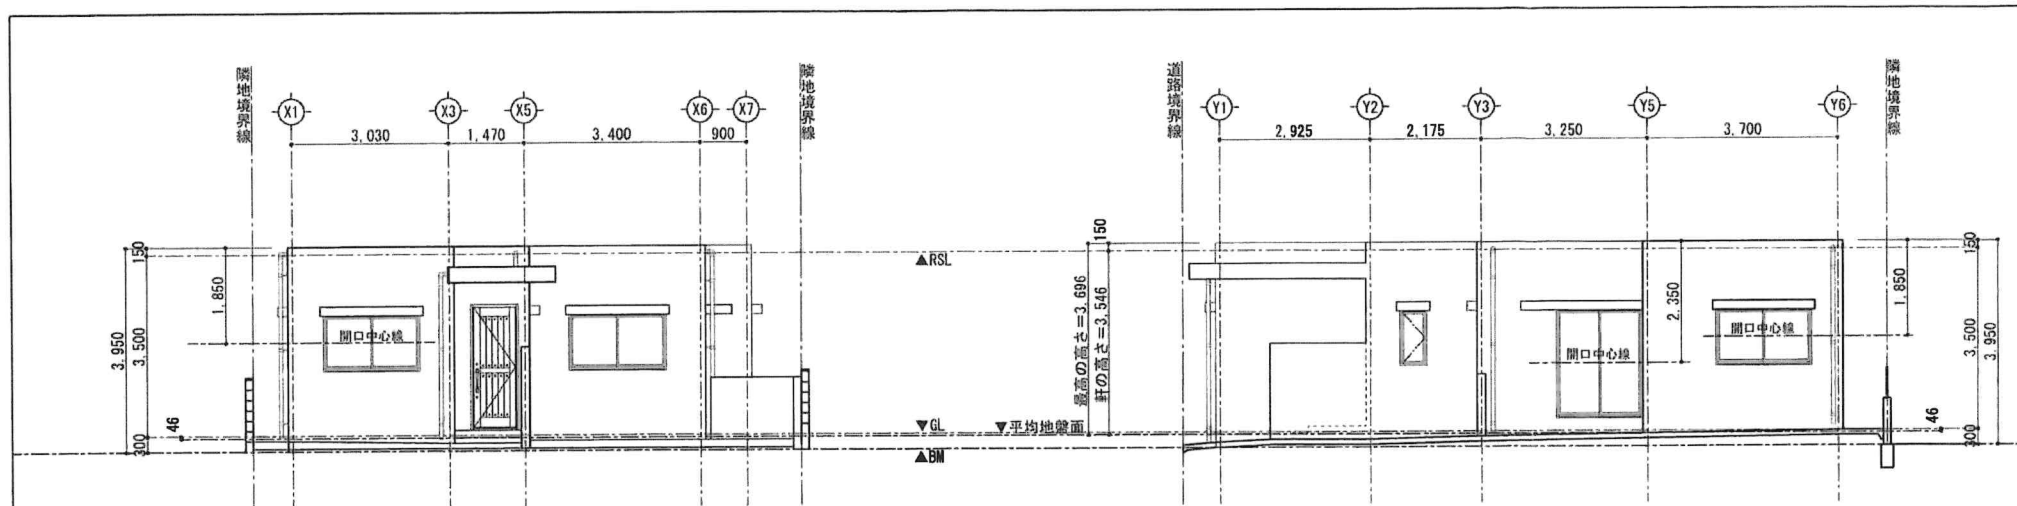 隣地境界線
X1
X3
X5
X6
X7
隣地境界線
3,030
1,470
3,400
900
150
3,950
3,500
1,850
300
46
開口中心線
▲RSL
▼GL
▼平均地盤面
▲BM
道路境界線
Y1
Y2
Y3
Y5
Y6
隣地境界線
2,925
2,175
3,250
3,700
150
最高の高さ=3,696
軒の高さ=3,546
2,350
開口中心線
開口中心線
1,850
150
3,500
3,950
46
300